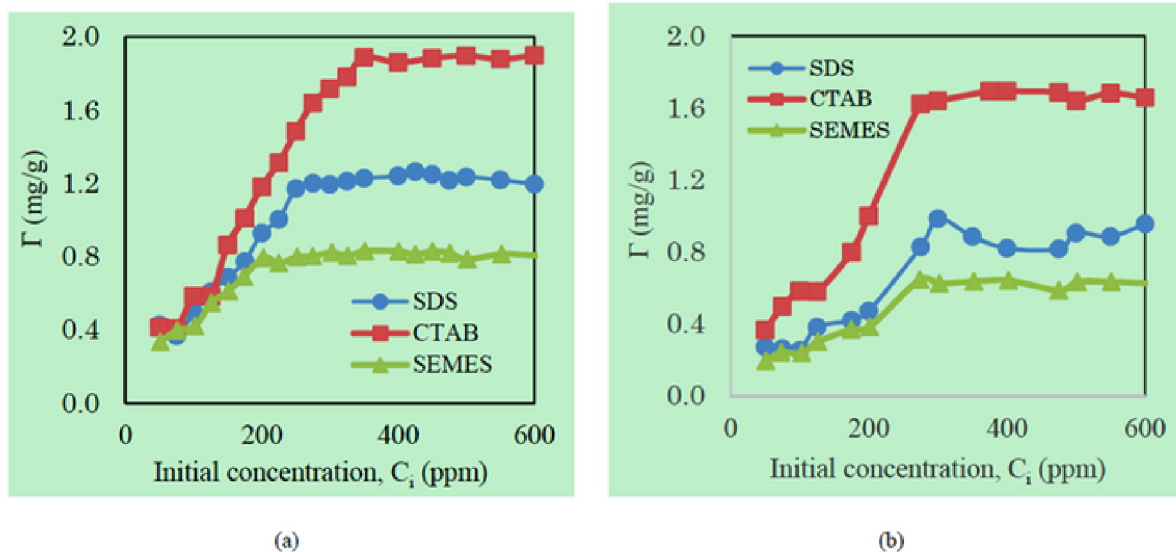 2.0
1.6
1.2
0.8
0.4
0.0
Γ (mg/g)
SDS
CTAB
SEMES
0 200 400 600
Initial concentration, Ci (ppm)
(a)
2.0
1.6
1.2
0.8
0.4
0.0
Γ (mg/g)
SDS
CTAB
SEMES
0 200 400 600
Initial concentration, Ci (ppm)
(b)